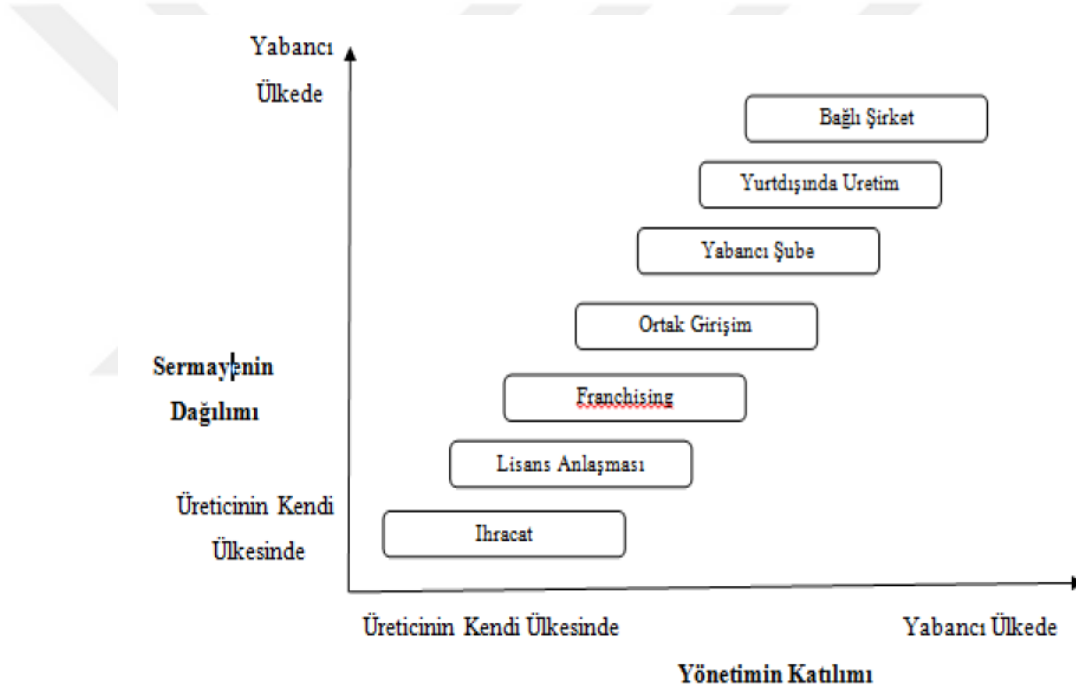 Yabancı
Ülkede
Bağlı Şirket
Yurtdışında Uretim
Yabancı Şube
Ortak Girişim
Sermayenin
Dağılımı
Franchising
Lisans Anlaşması
Üreticinin Kendi
Ülkesinde
Ihracat
Üreticinin Kendi Ülkesinde
Yabancı Ülkede
Yönetimin Katılımı